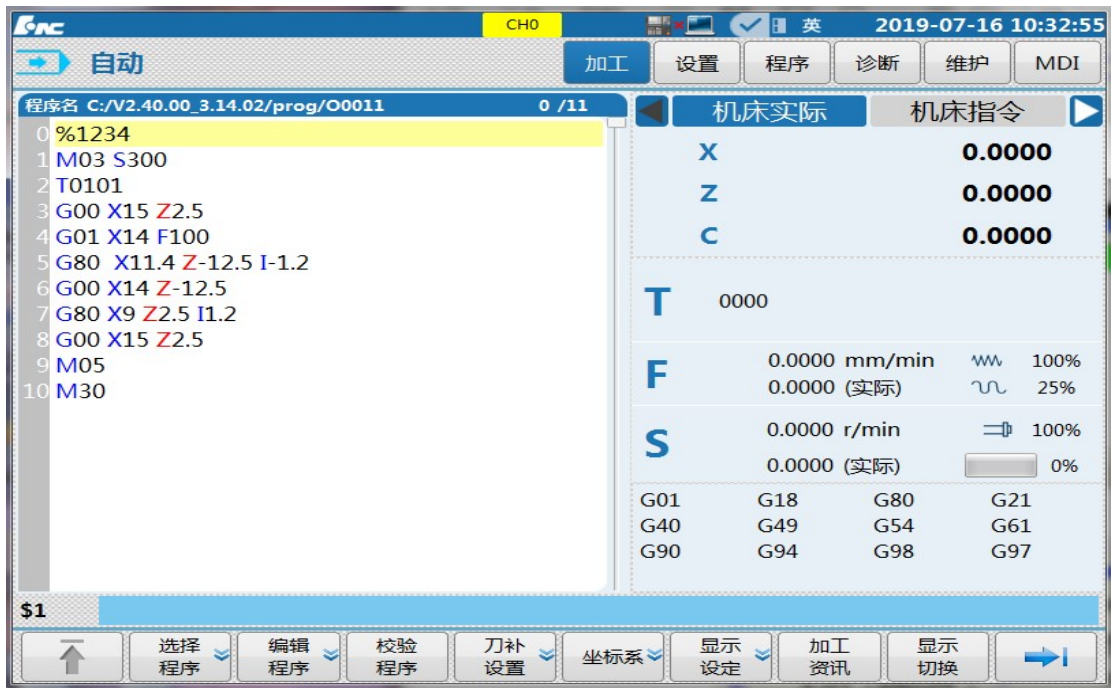 HNC CH0 英 2019-07-16 10:32:55
自动 加工 设置 程序 诊断 维护 MDI
程序名 C:/V2.40.00_3.14.02/prog/O0011 0 /11
0 %1234
1 M03 S300
2 T0101
3 G00 X15 Z2.5
4 G01 X14 F100
5 G80 X11.4 Z-12.5 I-1.2
6 G00 X14 Z-12.5
7 G80 X9 Z2.5 I1.2
8 G00 X15 Z2.5
9 M05
10 M30
机床实际 机床指令
X 0.0000
Z 0.0000
C 0.0000
T 0000
F 0.0000 mm/min 100%
0.0000 (实际) 25%
S 0.0000 r/min 100%
0.0000 (实际) 0%
G01 G18 G80 G21
G40 G49 G54 G61
G90 G94 G98 G97
$1
选择程序 编辑程序 校验程序 刀补设置 坐标系 显示设定 加工资讯 显示切换